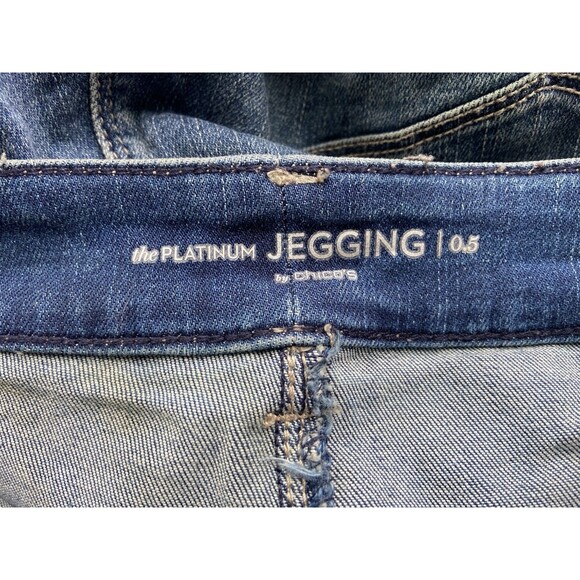 the PLATINUM JEGGING | 0.5
by chico's